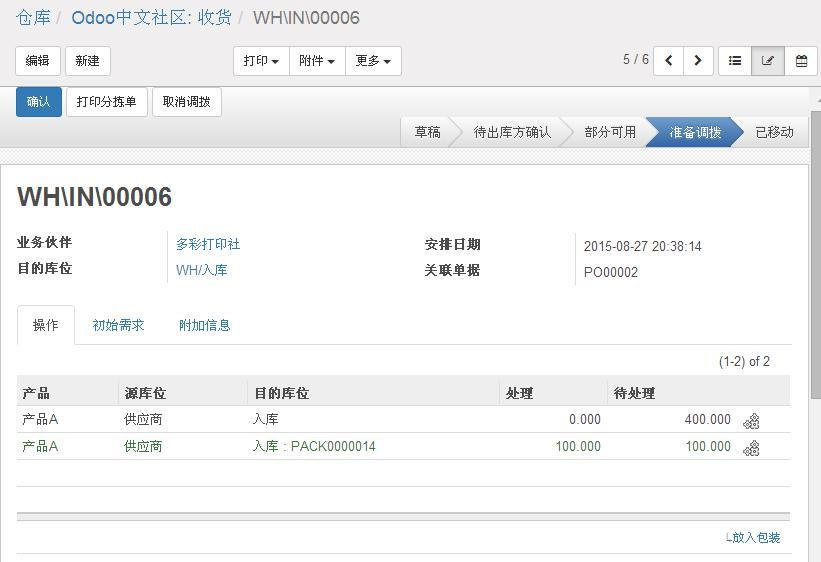 仓库 / Odoo中文社区: 收货 / WH\IN\00006
编辑 新建 打印 附件 更多 5 / 6
确认 打印分拣单 取消调拨
草稿 待出库方确认 部分可用 准备调拨 已移动
WH\IN\00006
业务伙伴 多彩打印社 安排日期 2015-08-27 20:38:14
目的库位 WH/入库 关联单据 PO00002
操作 初始需求 附加信息
(1-2) of 2
产品 源库位 目的库位 处理 待处理
产品A 供应商 入库 0.000 400.000
产品A 供应商 入库 : PACK0000014 100.000 100.000
放入包装